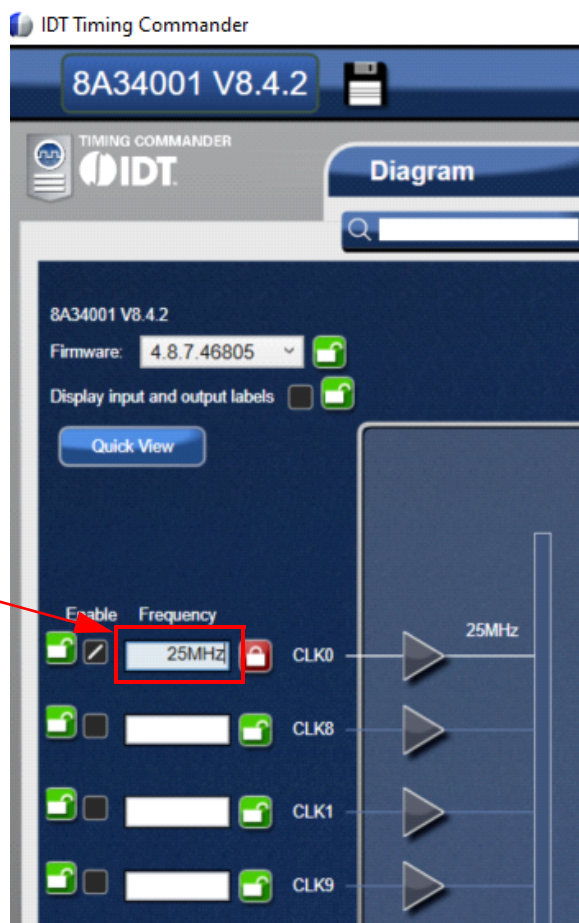 IDT Timing Commander
8A34001 V8.4.2
TIMING COMMANDER
IDT
Diagram
8A34001 V8.4.2
Firmware: 4.8.7.46805
Display input and output labels
Quick View
Enable Frequency
25MHz CLK0 25MHz
CLK8
CLK1
CLK9